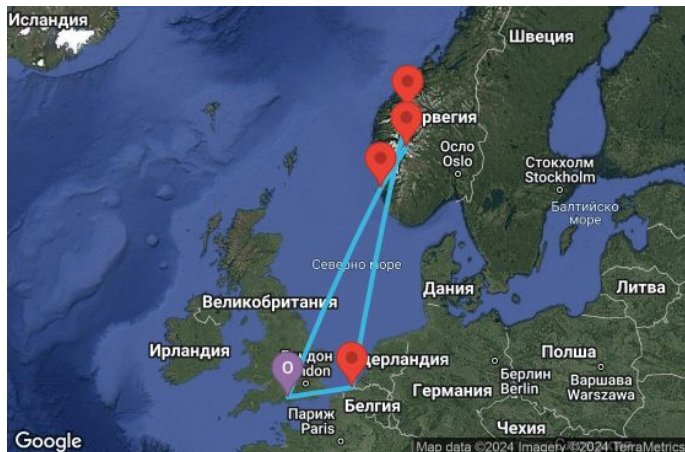 Исландия
Швеция
рвегия
Осло
Oslo
Стокхолм
Stockholm
Балтийско
море
Северно море
Дания
Литва
Великобритания
Ирландия
ндон
ndon
дерландия
Берлин
Berlin
Полша
Варшава
Warszawa
Германия
Белгия
Париж
Paris
Чехия
Google
Map data ©2024 Imagery ©2024 TerraMetrics
O